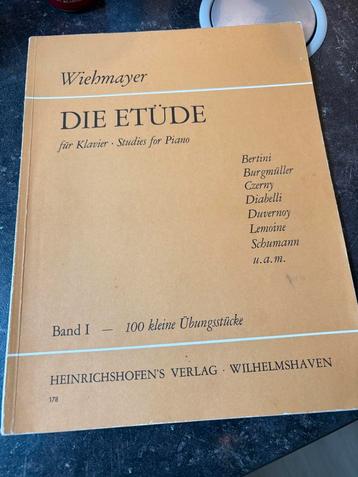 Wiehmayer
DIE ETÜDE
für Klavier · Studies for Piano
Bertini
Burgmüller
Czerny
Diabelli
Duvernoy
Lemoine
Schumann
u.a.m.
Band I — 100 kleine Übungsstücke
HEINRICHSHOFEN'S VERLAG · WILHELMSHAVEN
178